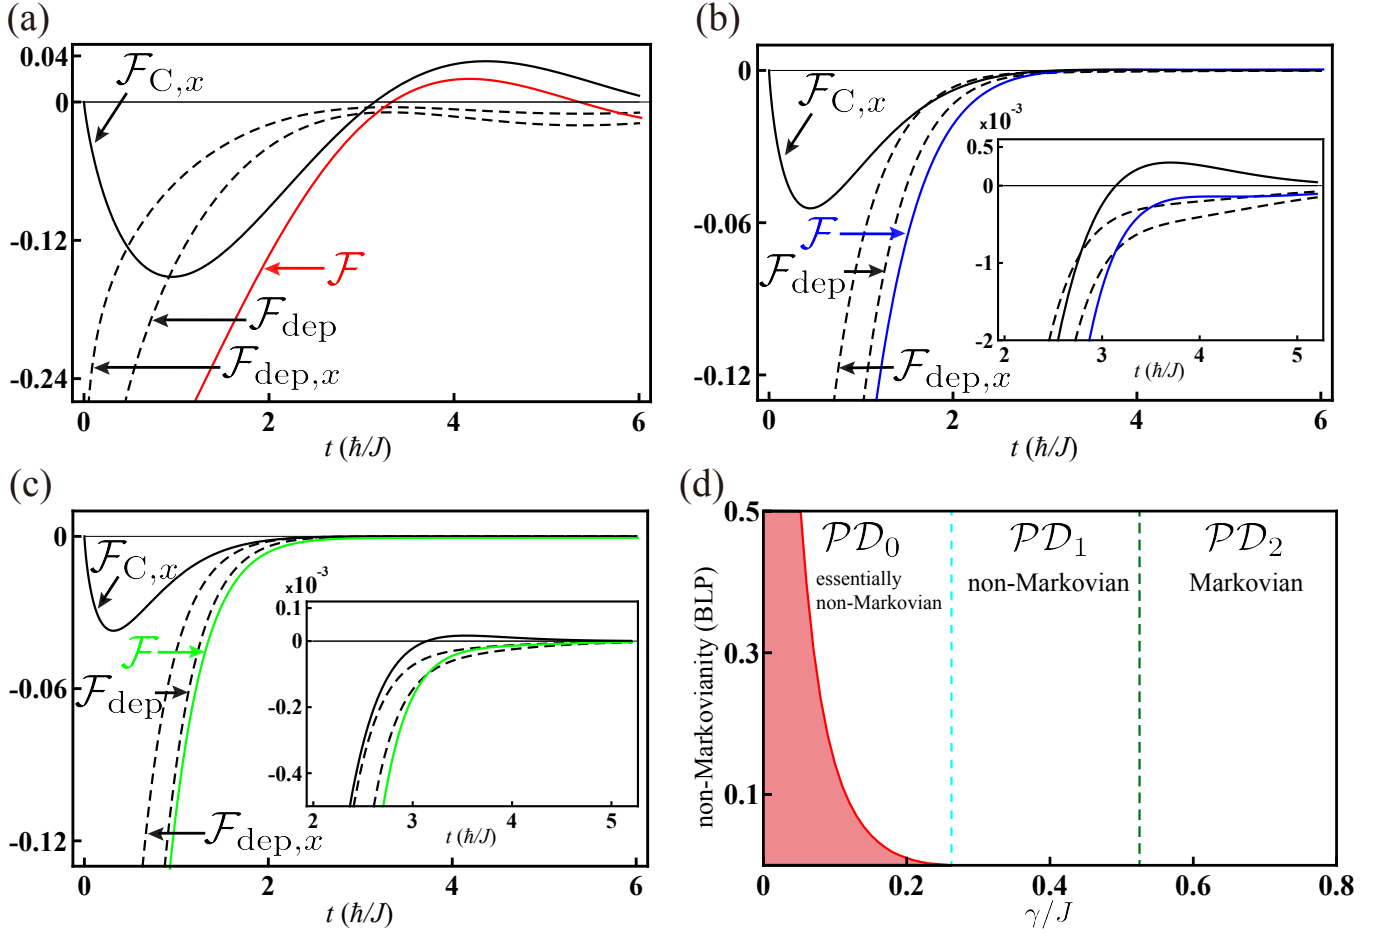 (a)
0.04
0
-0.12
-0.24
0
2
4
6
t (ħ/J)
𝓕C,x
𝓕
𝓕dep
𝓕dep,x
(b)
0
-0.06
-0.12
0
2
4
6
t (ħ/J)
𝓕C,x
𝓕
𝓕dep
𝓕dep,x
x10-3
0.5
0
-1
-2
2
3
4
5
t (ħ/J)
(c)
0
-0.06
-0.12
0
2
4
6
t (ħ/J)
𝓕C,x
𝓕
𝓕dep
𝓕dep,x
x10-3
0.1
0
-0.2
-0.4
2
3
4
5
t (ħ/J)
(d)
non-Markovianity (BLP)
0.5
0.3
0.1
0
0.2
0.4
0.6
0.8
γ/J
𝒫𝒟0
essentially
non-Markovian
𝒫𝒟1
non-Markovian
𝒫𝒟2
Markovian